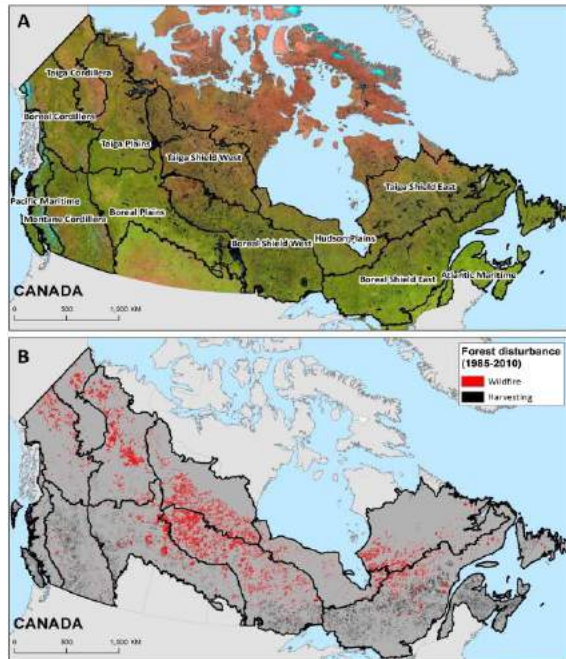 A
Taiga Cordillera
Boreal Cordillera
Taiga Plains
Taiga Shield West
Taiga Shield East
Pacific Maritime
Boreal Plains
Montane Cordillera
Hudson Plains
Boreal Shield West
Boreal Shield East
Atlantic Maritime
CANADA
0 500 1,000 KM
B
Forest disturbance
(1985-2010)
Wildfire
Harvesting
CANADA
0 500 1,000 KM